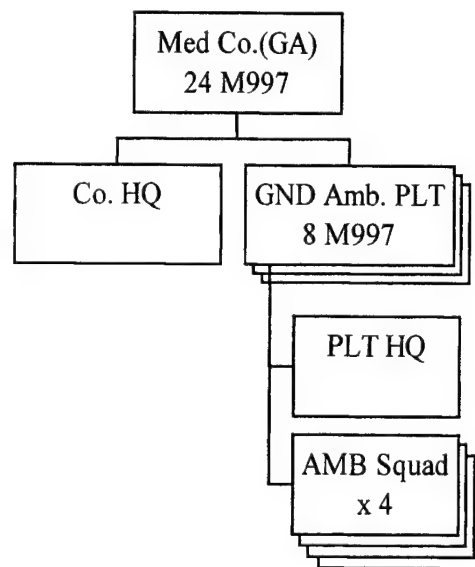 Med Co.(GA)
24 M997
Co. HQ
GND Amb. PLT
8 M997
PLT HQ
AMB Squad
x 4